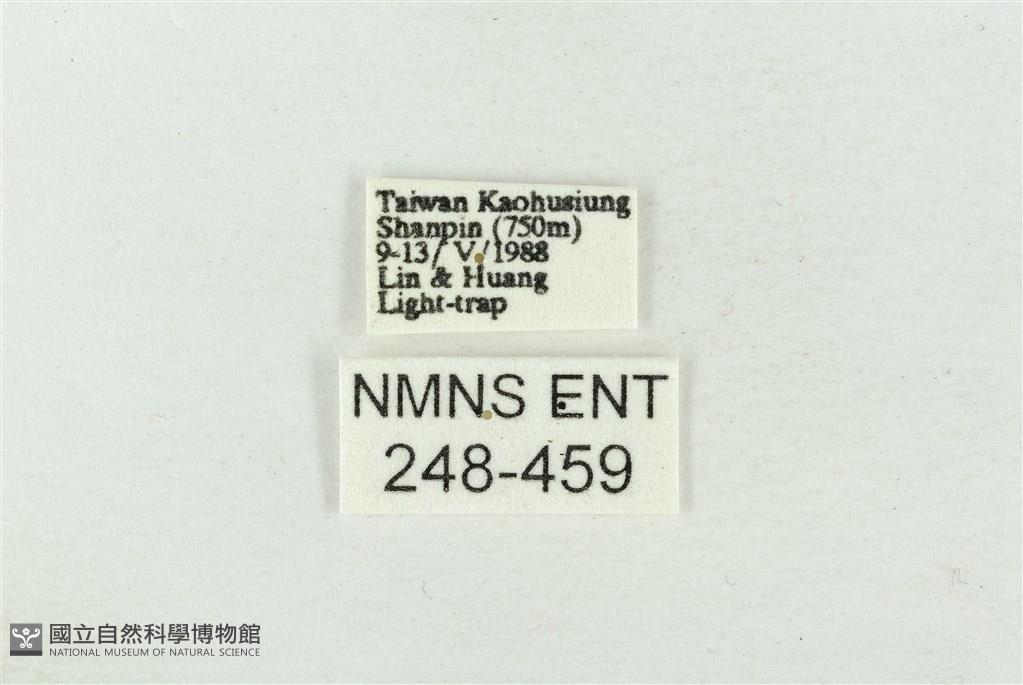 Taiwan Kaohusiung
Shanpin (750m)
9-13/ V./1988
Lin & Huang
Light-trap
NMNS ENT
248-459
國立自然科學博物館
NATIONAL MUSEUM OF NATURAL SCIENCE